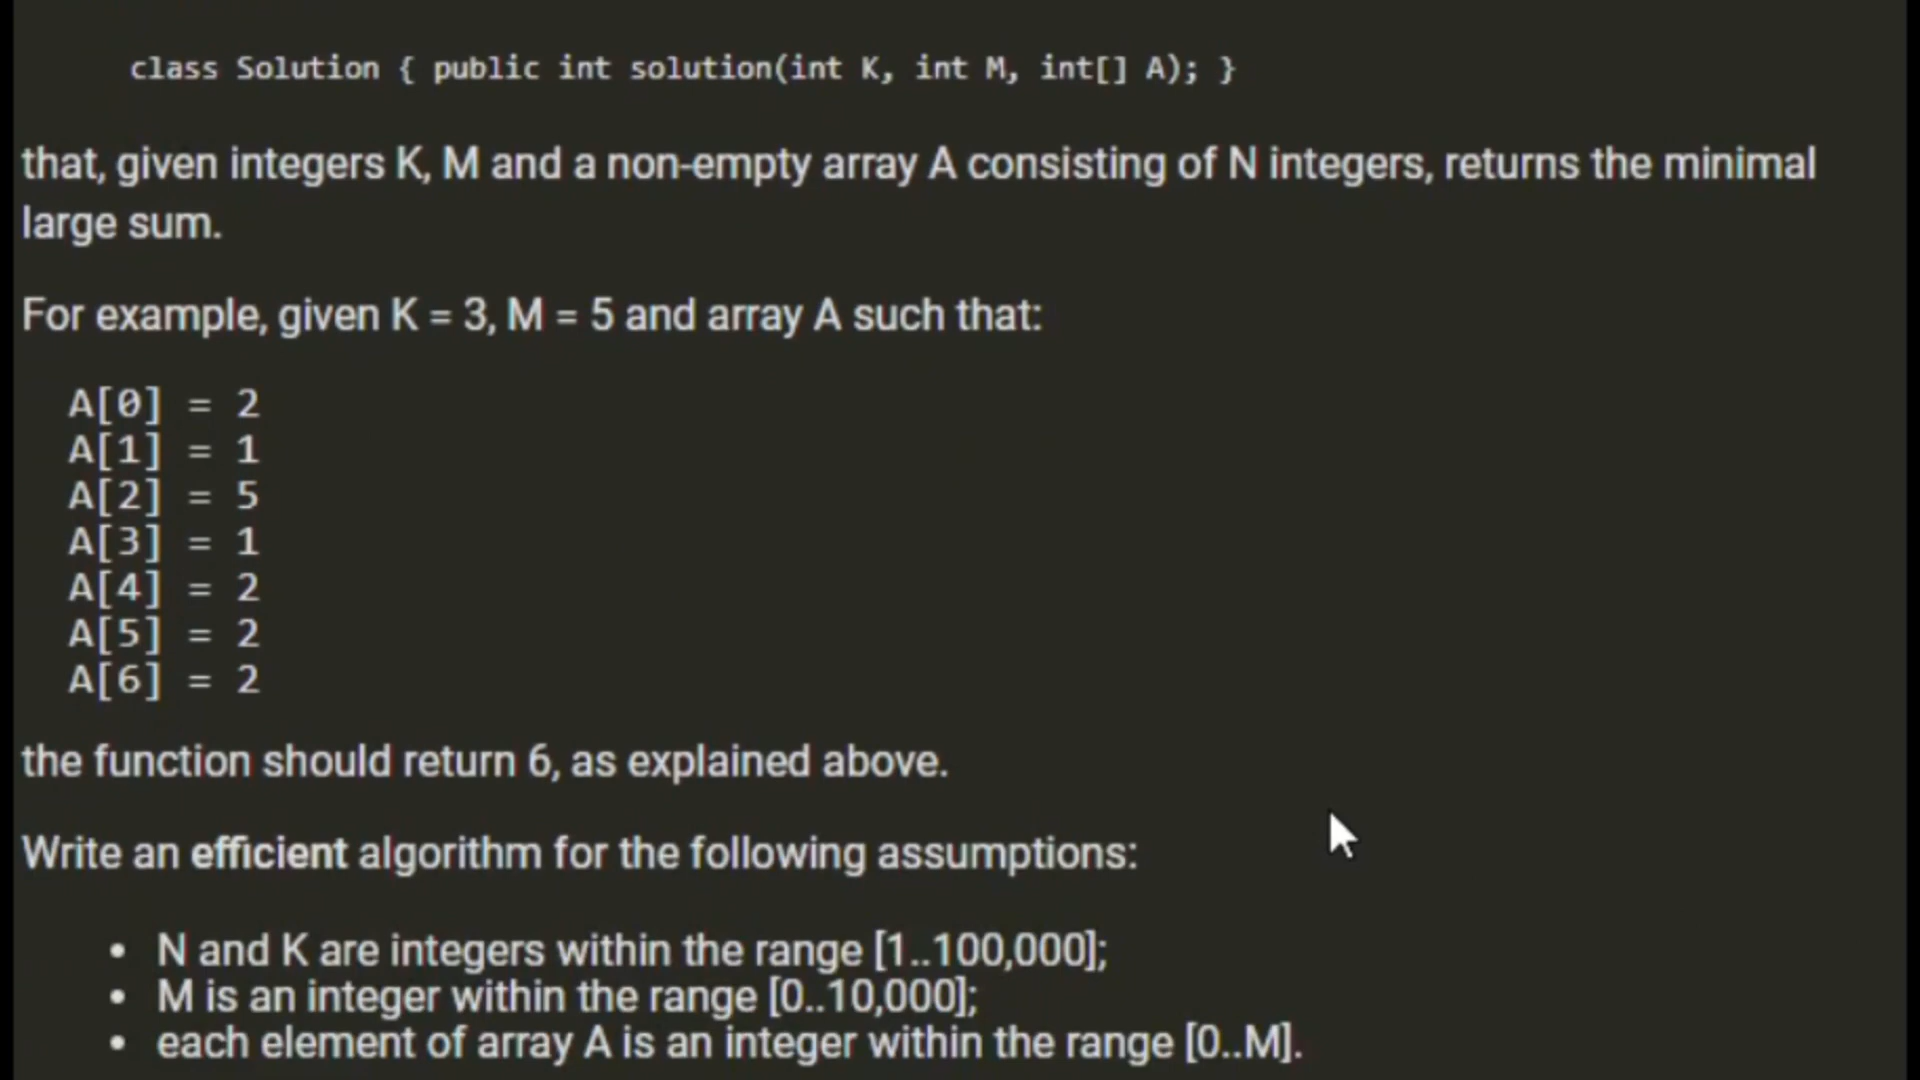 class Solution { public int solution(int K, int M, int[] A); }
that, given integers K, M and a non-empty array A consisting of N integers, returns the minimal
large sum.
For example, given K = 3, M = 5 and array A such that:
A[0] = 2
A[1] = 1
A[2] = 5
A[3] = 1
A[4] = 2
A[5] = 2
A[6] = 2
the function should return 6, as explained above.
Write an efficient algorithm for the following assumptions:
• N and K are integers within the range [1..100,000];
• M is an integer within the range [0..10,000];
• each element of array A is an integer within the range [0..M].